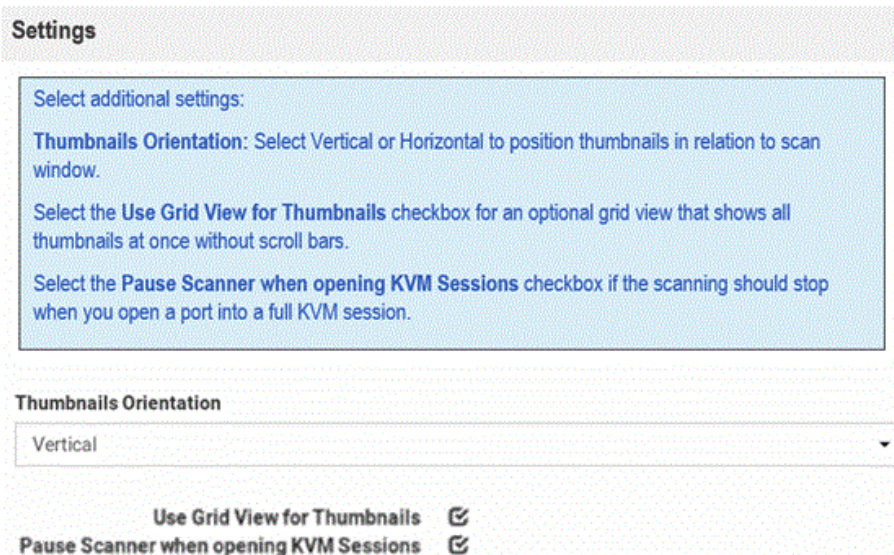 Settings
Select additional settings:
Thumbnails Orientation: Select Vertical or Horizontal to position thumbnails in relation to scan
window.
Select the Use Grid View for Thumbnails checkbox for an optional grid view that shows all
thumbnails at once without scroll bars.
Select the Pause Scanner when opening KVM Sessions checkbox if the scanning should stop
when you open a port into a full KVM session.
Thumbnails Orientation
Vertical
Use Grid View for Thumbnails
Pause Scanner when opening KVM Sessions